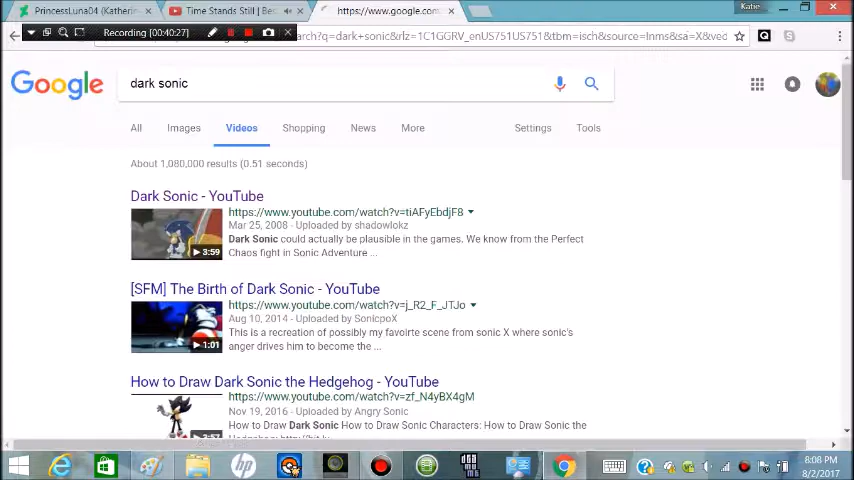 PrincessLuna04 (Katherin
Time Stands Still | Bes
https://www.google.com
Katie
Recording [00:40:27]
search?q=dark+sonic&rlz=1C1GGRV_enUS751US751&tbm=isch&source=lnms&sa=X&ved
Google
dark sonic
All Images Videos Shopping News More Settings Tools
About 1,080,000 results (0.51 seconds)
Dark Sonic - YouTube
https://www.youtube.com/watch?v=tiAFyEbdjF8
Mar 25, 2008 - Uploaded by shadowlokz
Dark Sonic could actually be plausible in the games. We know from the Perfect
Chaos fight in Sonic Adventure ...
3:59
[SFM] The Birth of Dark Sonic - YouTube
https://www.youtube.com/watch?v=j_R2_F_JTJo
Aug 10, 2014 - Uploaded by SonicpoX
This is a recreation of possibly my favoirte scene from sonic X where sonic's
anger drives him to become the ...
1:01
How to Draw Dark Sonic the Hedgehog - YouTube
https://www.youtube.com/watch?v=zf_N4yBX4gM
Nov 19, 2016 - Uploaded by Angry Sonic
How to Draw Dark Sonic How to Draw Sonic Characters: How to Draw Sonic the
hp
8:08 PM
8/2/2017